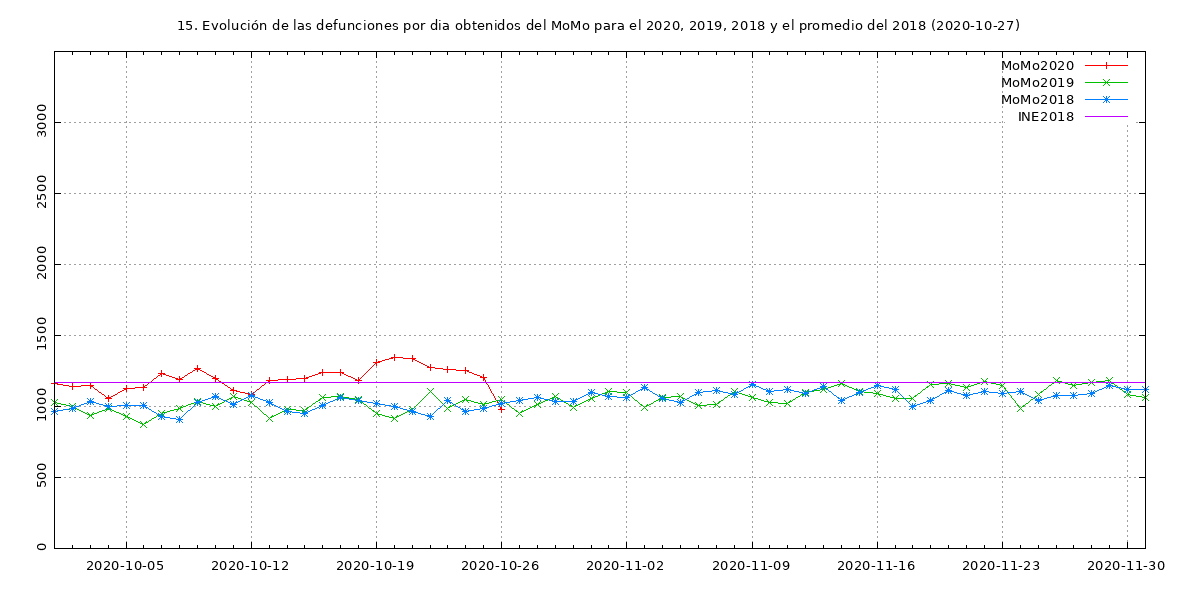 15. Evolución de las defunciones por dia obtenidos del MoMo para el 2020, 2019, 2018 y el promedio del 2018 (2020-10-27)
MoMo2020
MoMo2019
MoMo2018
INE2018
3000
2500
2000
1500
1000
500
0
2020-10-05 2020-10-12 2020-10-19 2020-10-26 2020-11-02 2020-11-09 2020-11-16 2020-11-23 2020-11-30